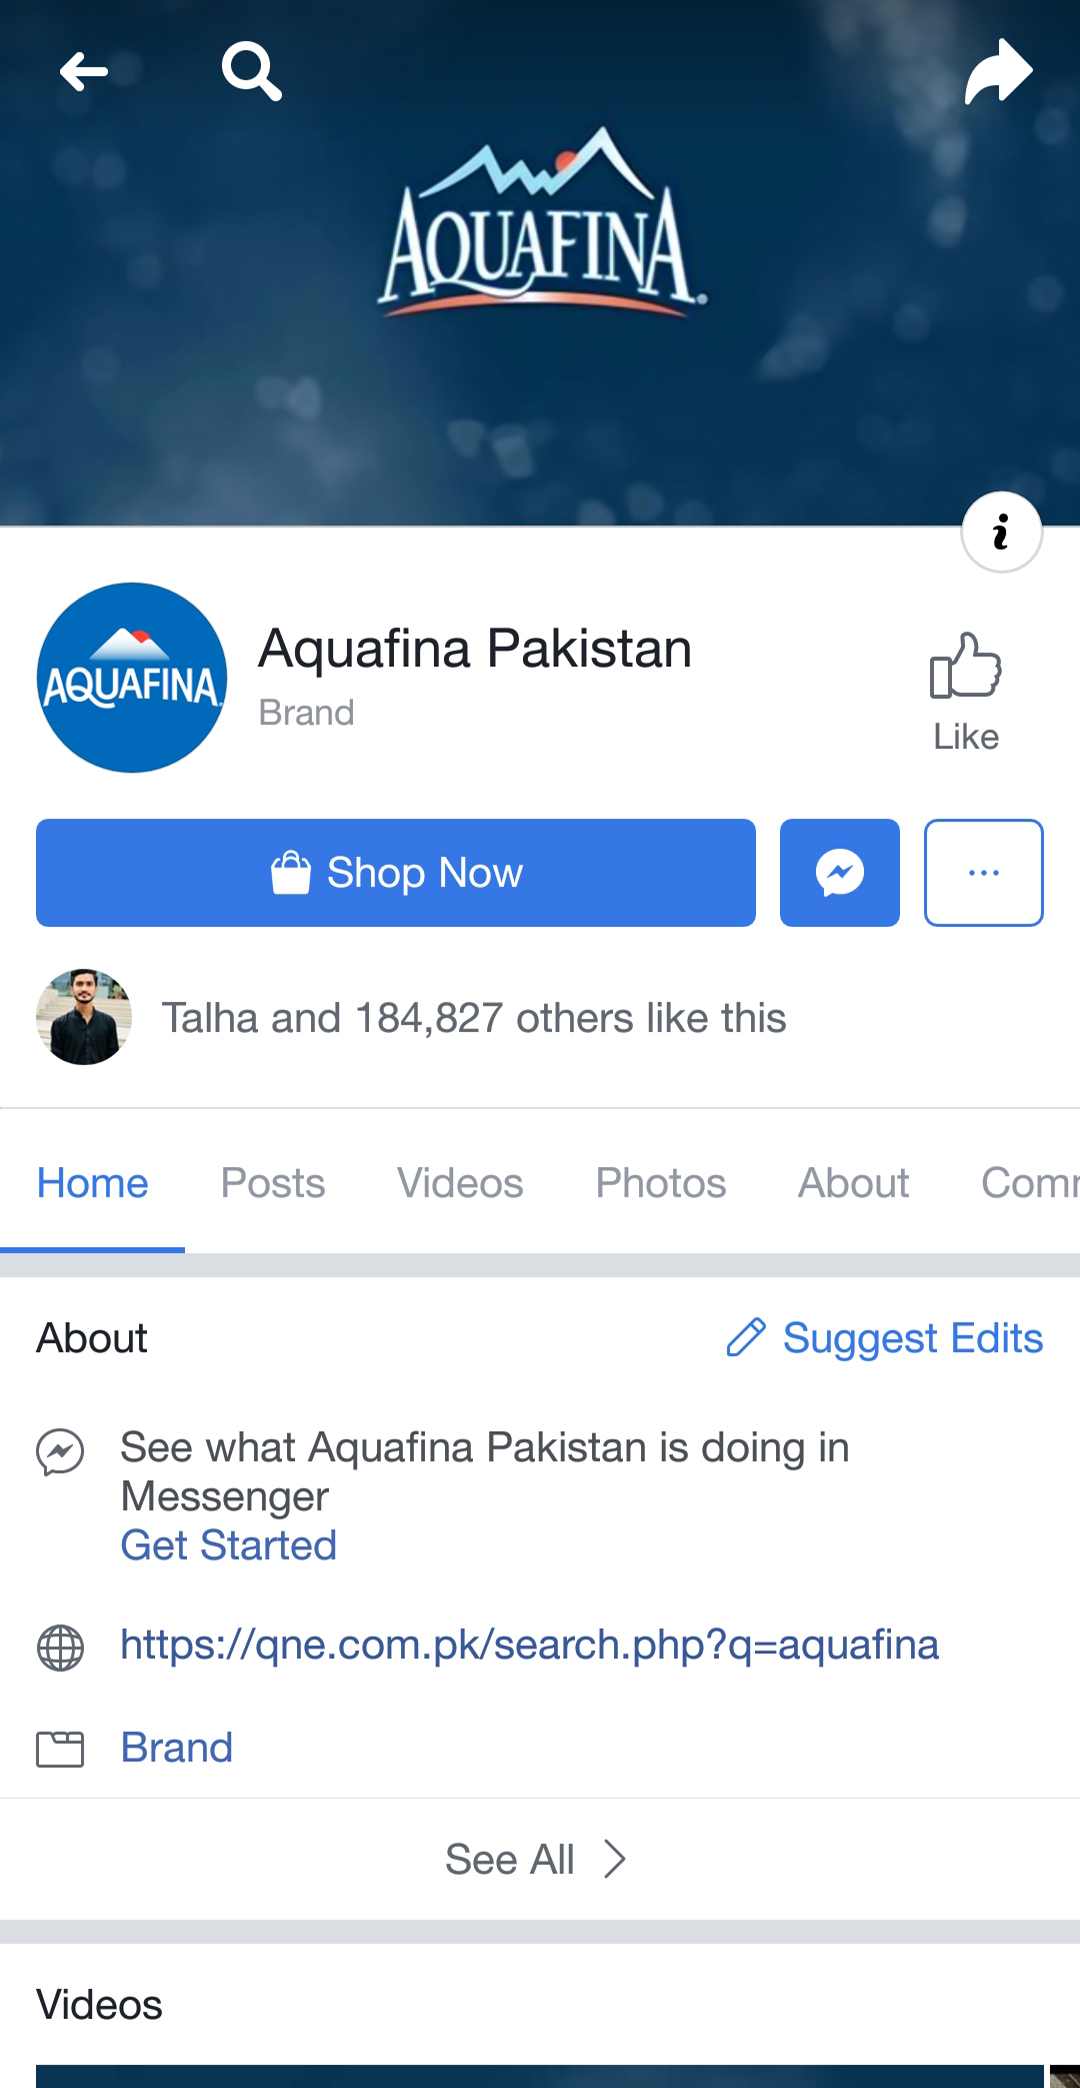 AQUAFINA
AQUAFINA
Aquafina Pakistan
Brand
Like
Shop Now
Talha and 184,827 others like this
Home Posts Videos Photos About Comm
About
Suggest Edits
See what Aquafina Pakistan is doing in
Messenger
Get Started
https://qne.com.pk/search.php?q=aquafina
Brand
See All
Videos